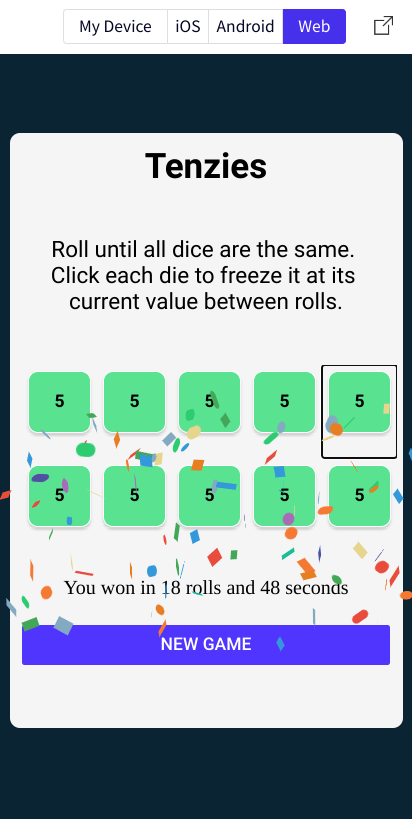 My Device iOS Android Web
Tenzies
Roll until all dice are the same.
Click each die to freeze it at its
current value between rolls.
5 5 5 5 5
5 5 5 5 5
You won in 18 rolls and 48 seconds
NEW GAME